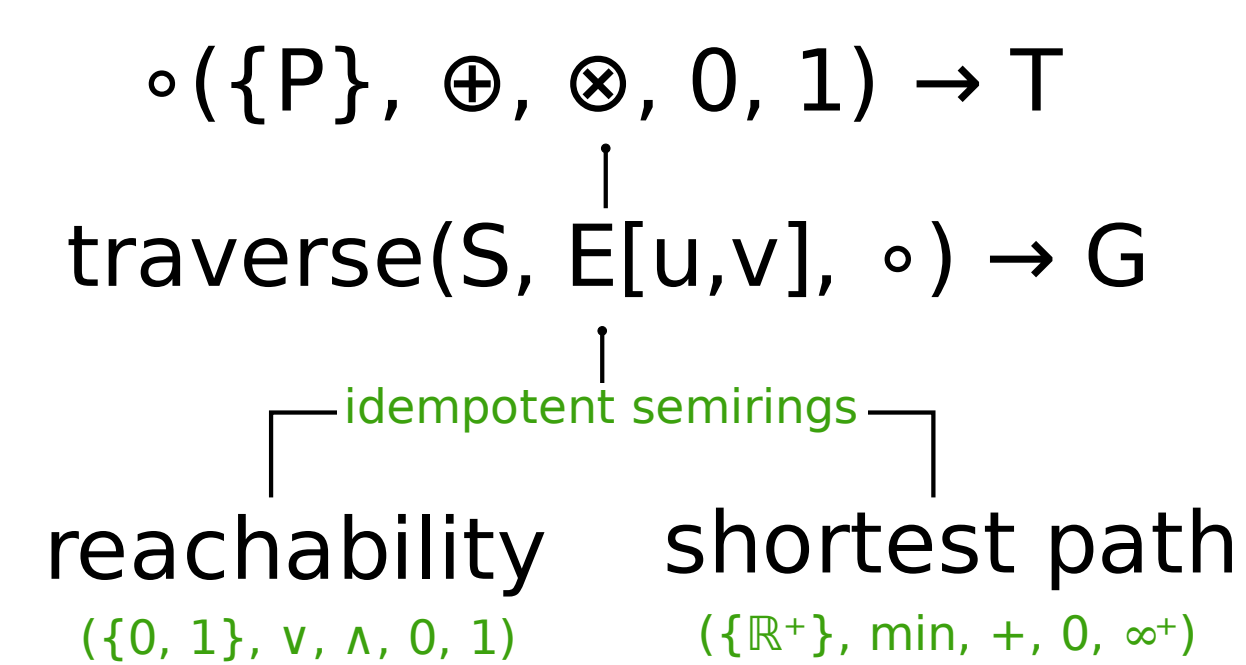 ∘({P}, ⊕, ⊗, 0, 1) → T
traverse(S, E[u,v], ∘) → G
idempotent semirings
reachability
shortest path
({0, 1}, ∨, ∧, 0, 1)
({ℝ⁺}, min, +, 0, ∞⁺)